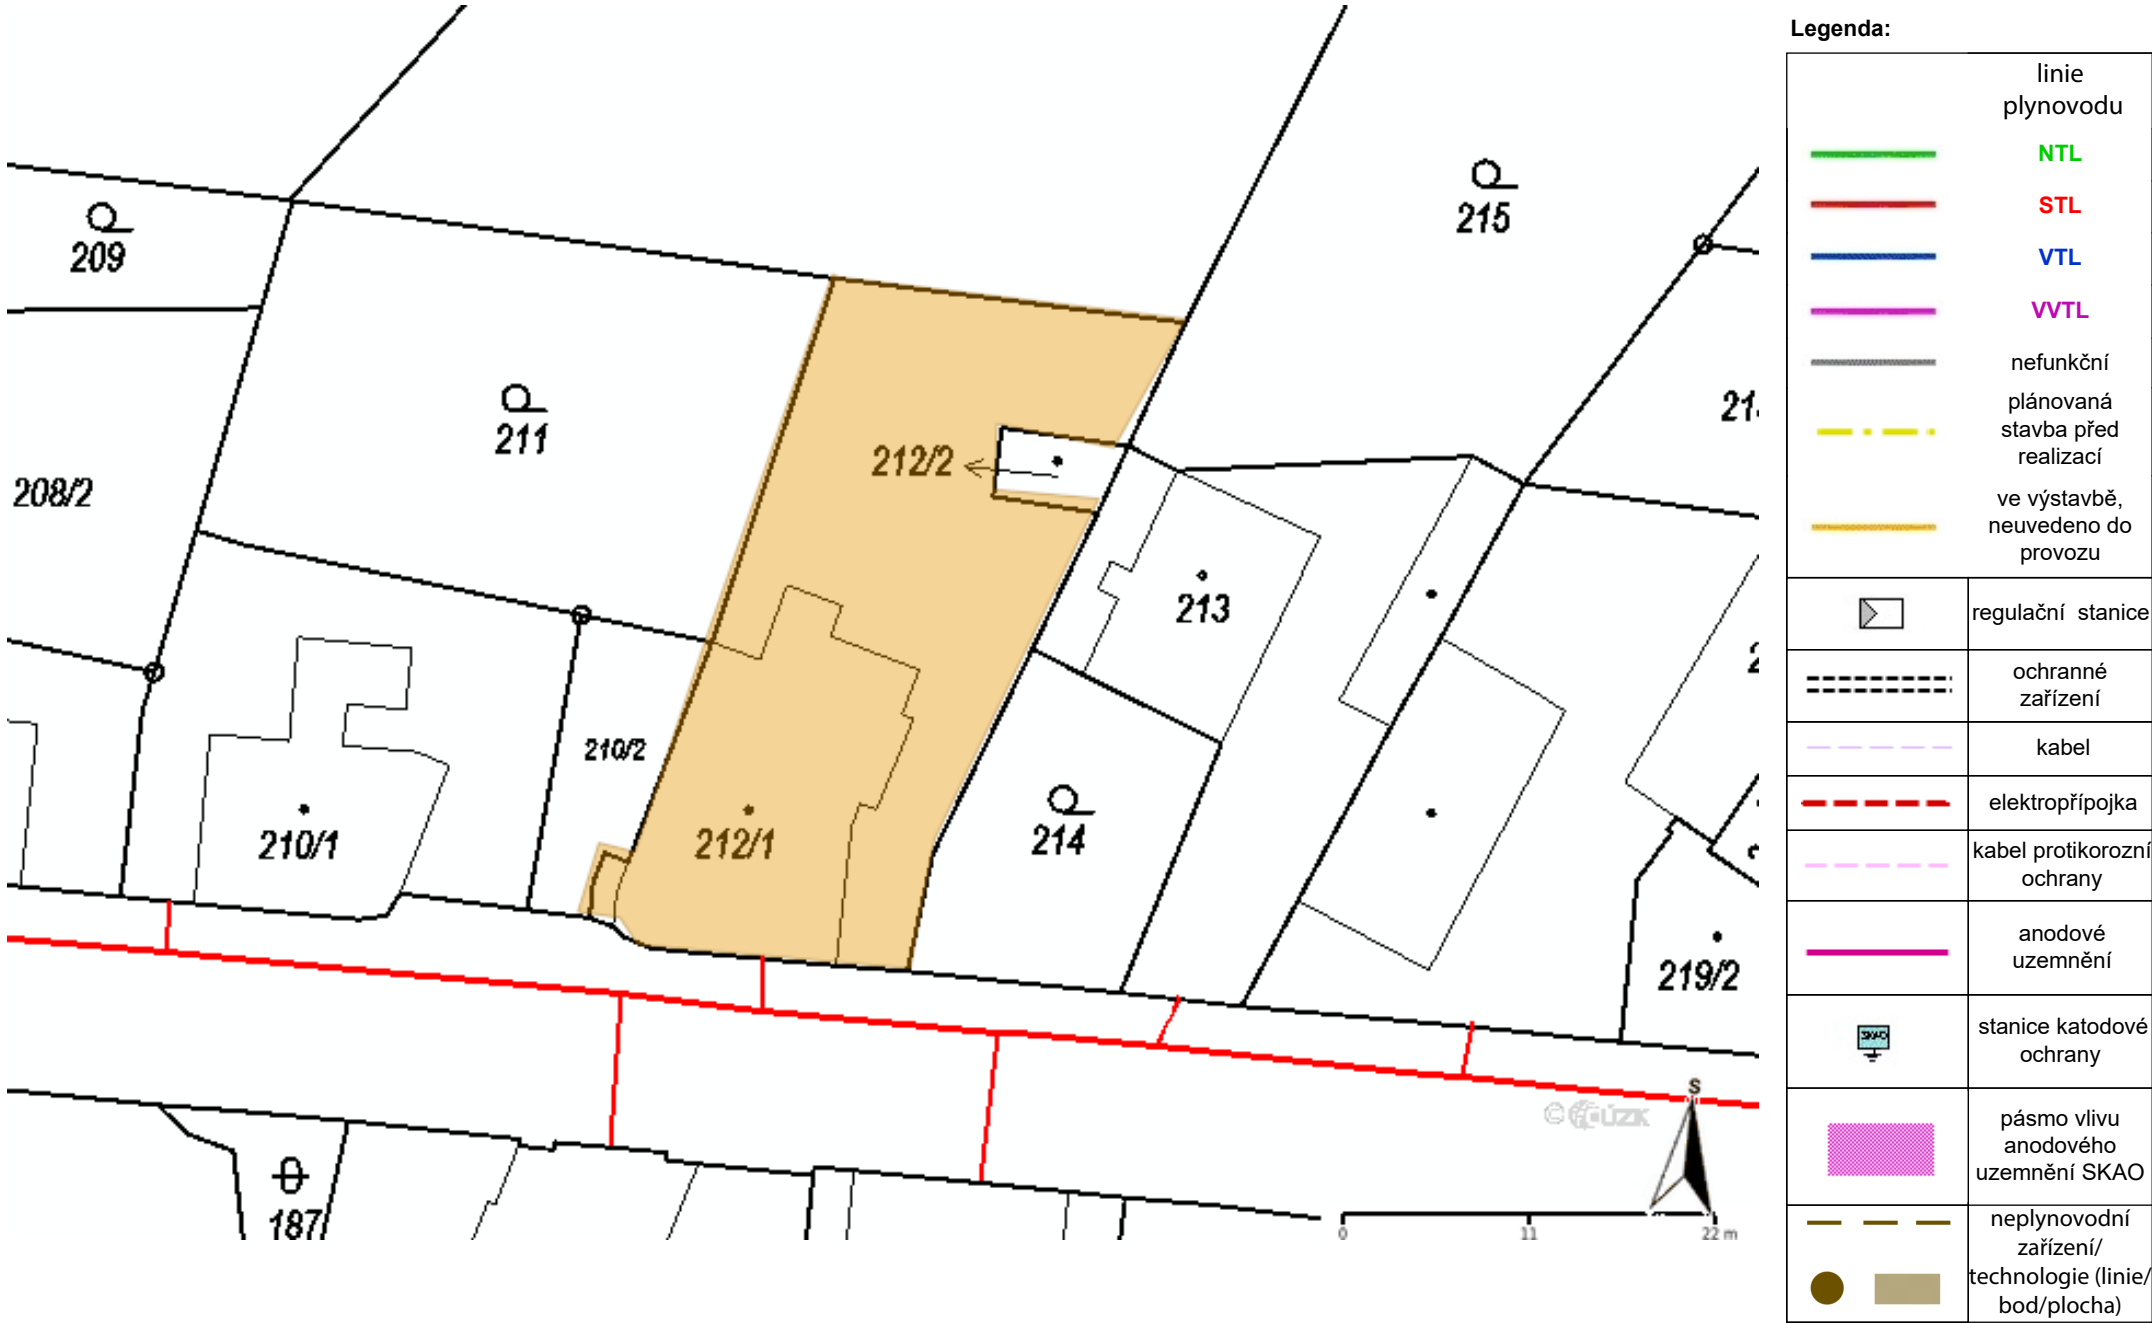 Legenda:
linie
plynovodu
NTL
STL
VTL
VVTL
nefunkční
plánovaná
stavba před
realizací
ve výstavbě,
neuvedeno do
provozu
regulační stanice
ochranné
zařízení
kabel
elektropřípojka
kabel protikorozní
ochrany
anodové
uzemnění
SKAO
stanice katodové
ochrany
pásmo vlivu
anodového
uzemnění SKAO
neplynovodní
zařízení/
technologie (linie/
bod/plocha)
215
209
211
212/2
208/2
213
210/2
210/1
212/1
214
219/2
187
S
© ČÚZK
0 11 22 m